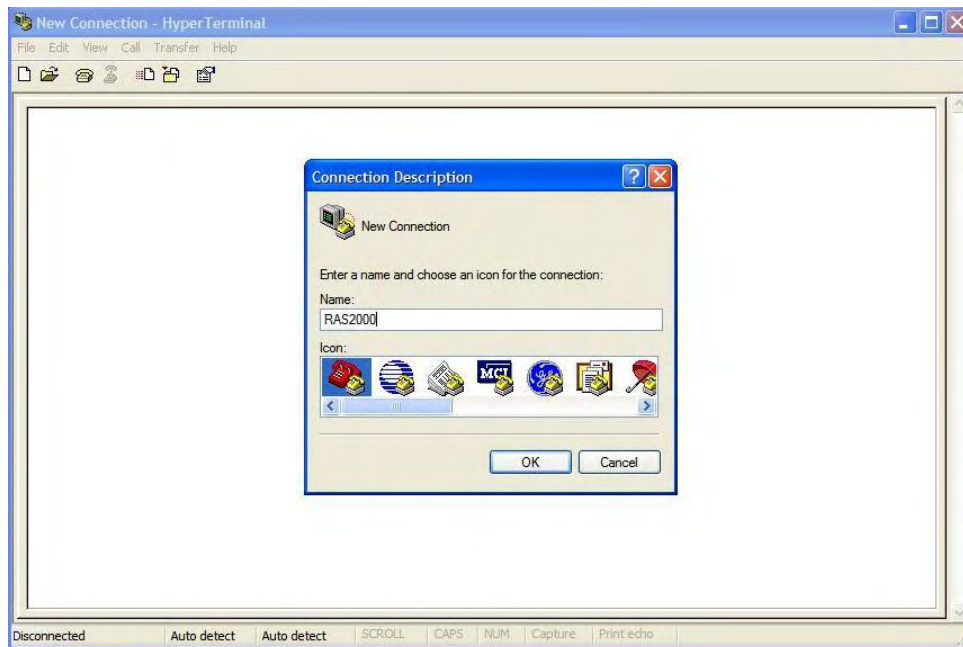 New Connection - HyperTerminal
File Edit View Call Transfer Help
Connection Description
New Connection
Enter a name and choose an icon for the connection:
Name:
RAS2000
Icon:
MCI
OK Cancel
Disconnected Auto detect Auto detect SCROLL CAPS NUM Capture Print echo